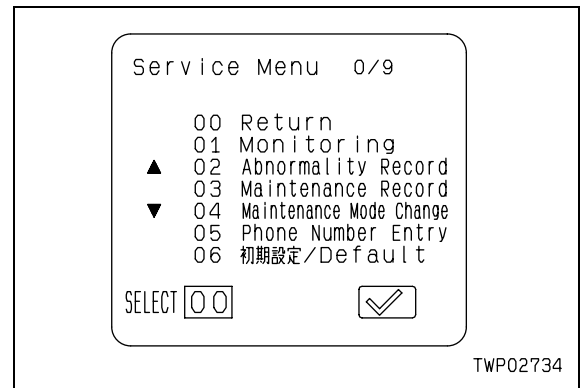 Service Menu 0/9
00 Return
01 Monitoring
▲ 02 Abnormality Record
03 Maintenance Record
▼ 04 Maintenance Mode Change
05 Phone Number Entry
06 初期設定/Default
SELECT 00
TWP02734